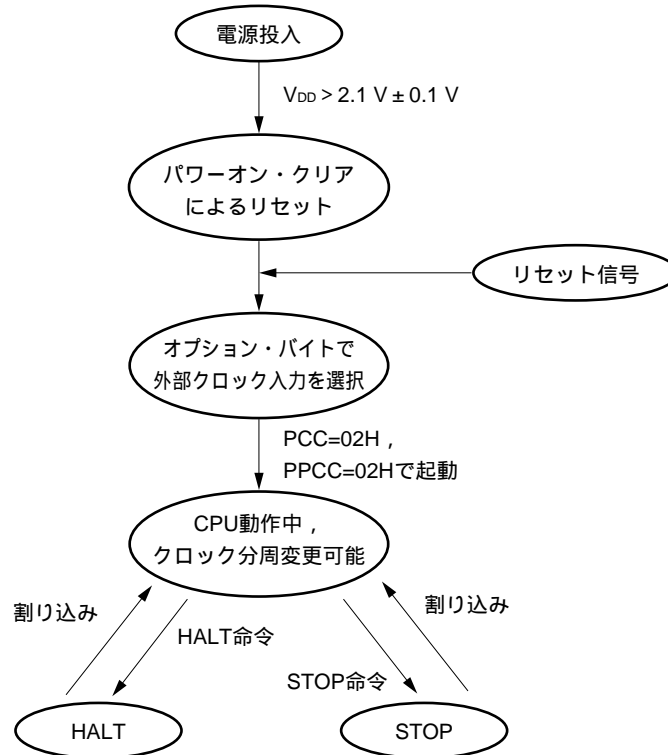 電源投入
VDD > 2.1 V ± 0.1 V
パワーオン・クリア
によるリセット
リセット信号
オプション・バイトで
外部クロック入力を選択
PCC=02H ,
PPCC=02Hで起動
CPU動作中 ,
クロック分周変更可能
割り込み
割り込み
HALT命令
STOP命令
HALT
STOP